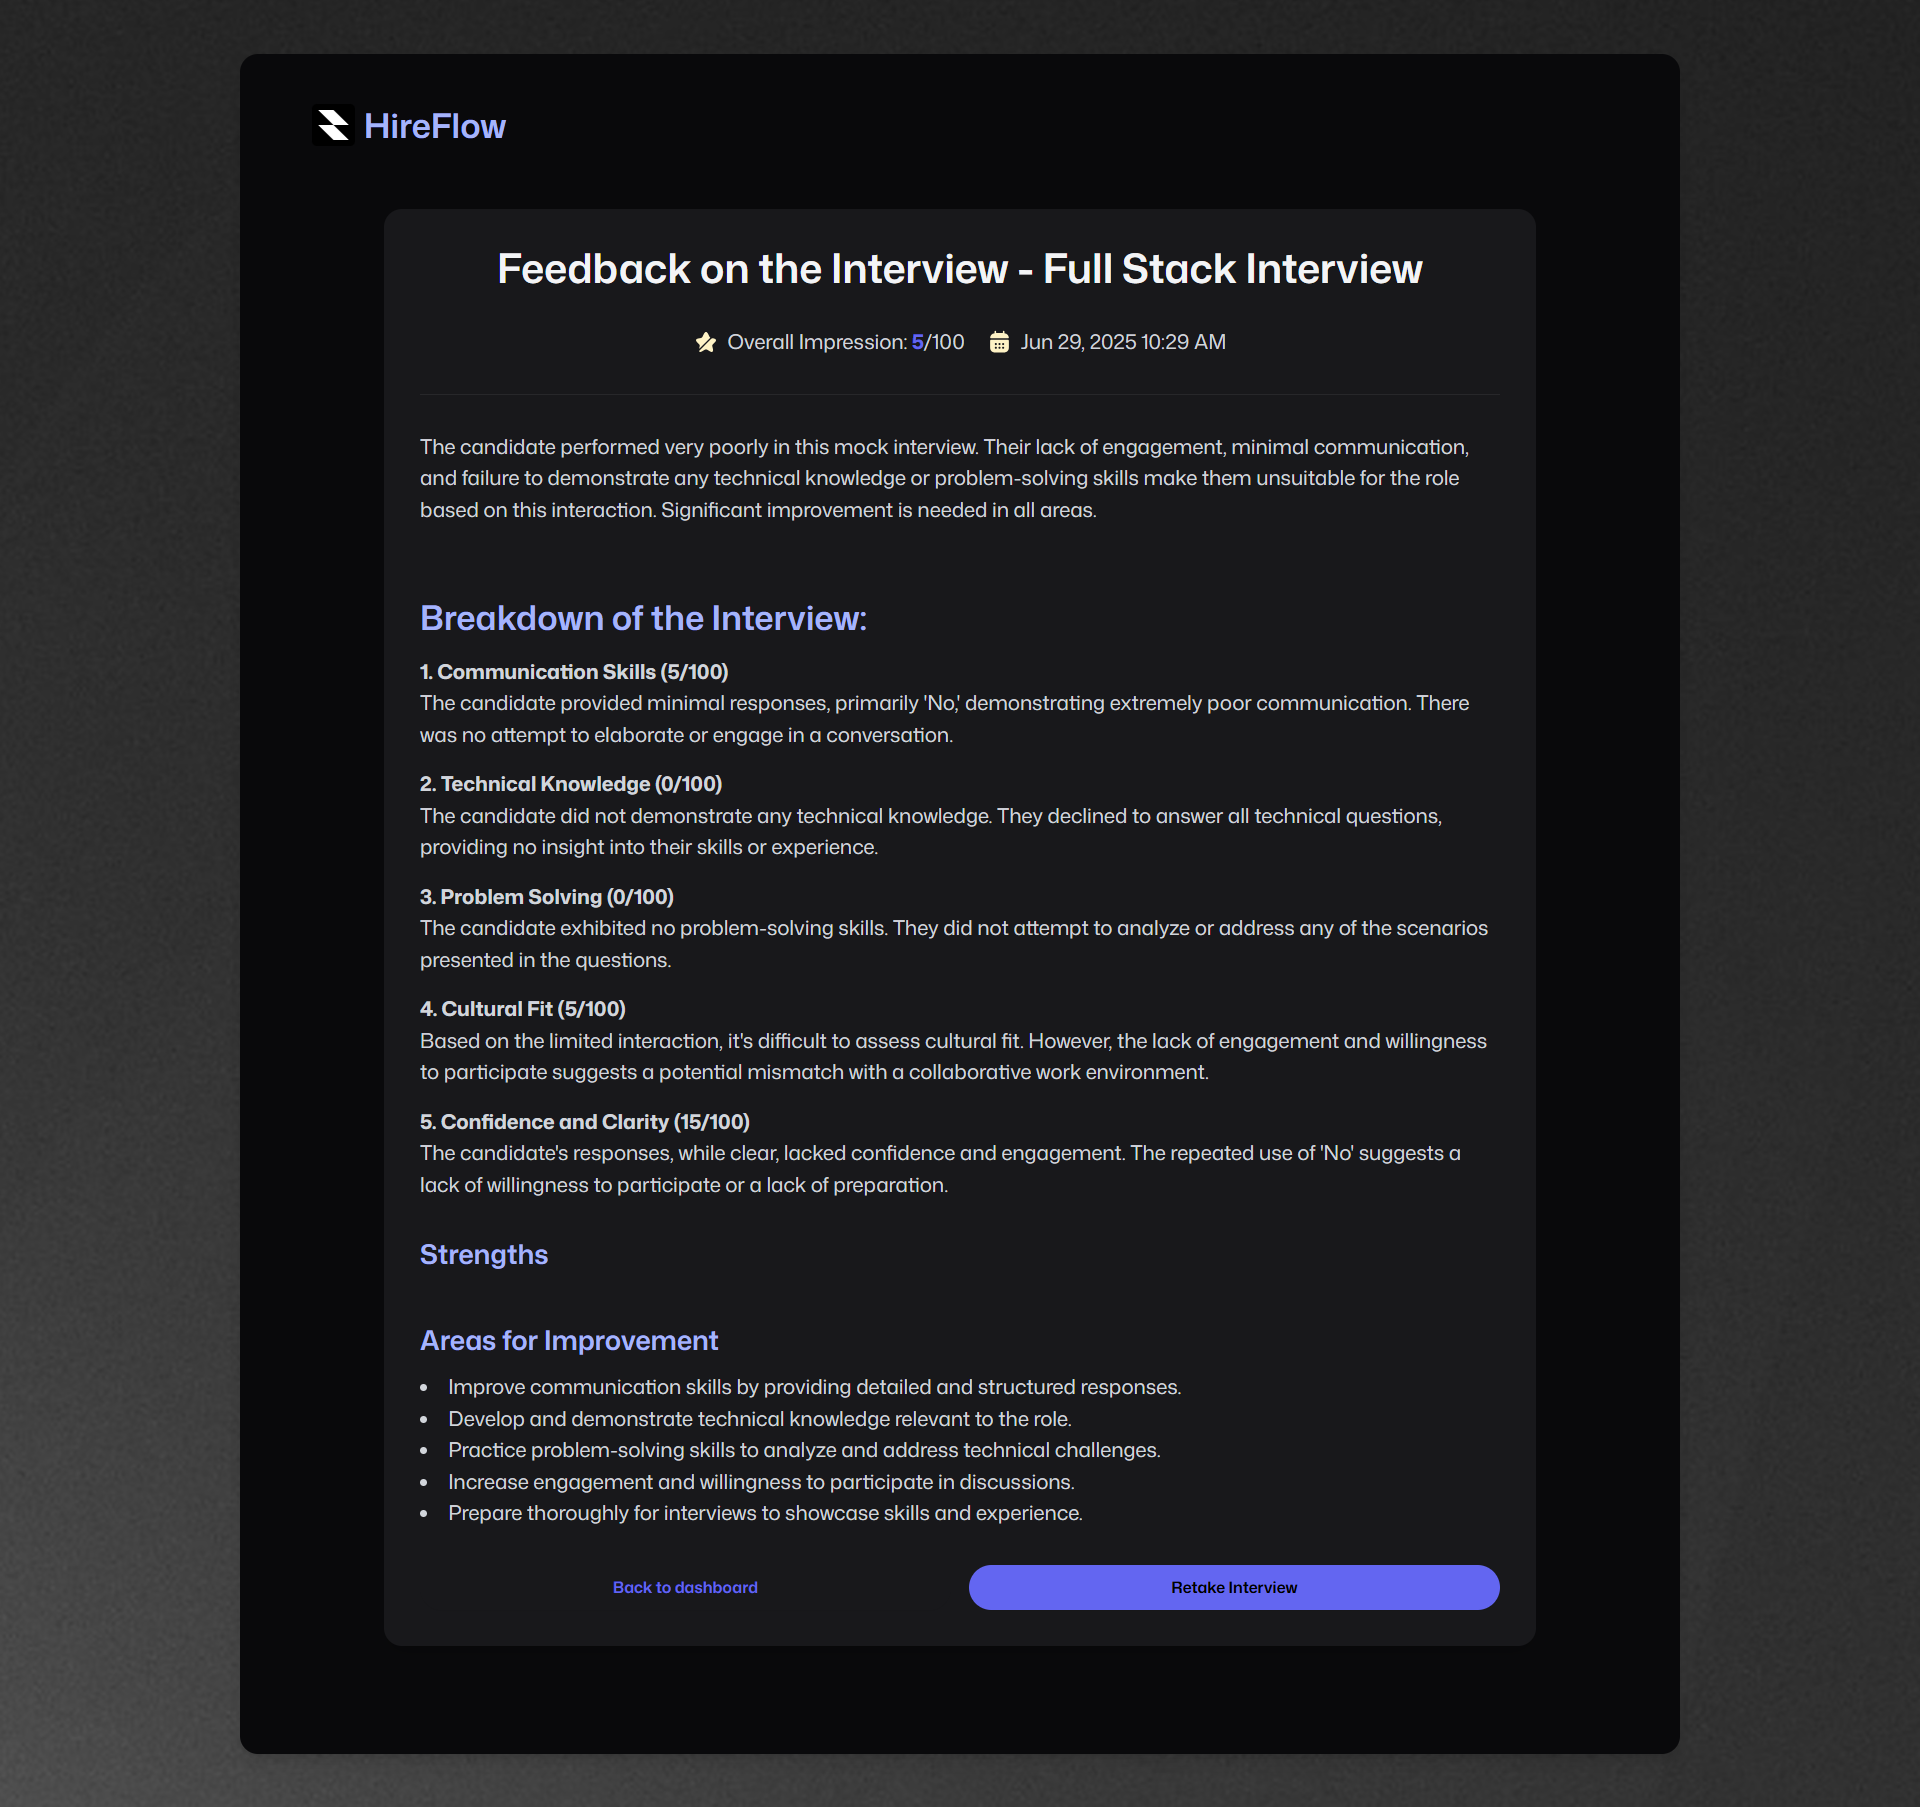 HireFlow
Feedback on the Interview - Full Stack Interview
Overall Impression: 5/100 Jun 29, 2025 10:29 AM
The candidate performed very poorly in this mock interview. Their lack of engagement, minimal communication,
and failure to demonstrate any technical knowledge or problem-solving skills make them unsuitable for the role
based on this interaction. Significant improvement is needed in all areas.
Breakdown of the Interview:
1. Communication Skills (5/100)
The candidate provided minimal responses, primarily 'No,' demonstrating extremely poor communication. There
was no attempt to elaborate or engage in a conversation.
2. Technical Knowledge (0/100)
The candidate did not demonstrate any technical knowledge. They declined to answer all technical questions,
providing no insight into their skills or experience.
3. Problem Solving (0/100)
The candidate exhibited no problem-solving skills. They did not attempt to analyze or address any of the scenarios
presented in the questions.
4. Cultural Fit (5/100)
Based on the limited interaction, it's difficult to assess cultural fit. However, the lack of engagement and willingness
to participate suggests a potential mismatch with a collaborative work environment.
5. Confidence and Clarity (15/100)
The candidate's responses, while clear, lacked confidence and engagement. The repeated use of 'No' suggests a
lack of willingness to participate or a lack of preparation.
Strengths
Areas for Improvement
• Improve communication skills by providing detailed and structured responses.
• Develop and demonstrate technical knowledge relevant to the role.
• Practice problem-solving skills to analyze and address technical challenges.
• Increase engagement and willingness to participate in discussions.
• Prepare thoroughly for interviews to showcase skills and experience.
Back to dashboard Retake Interview